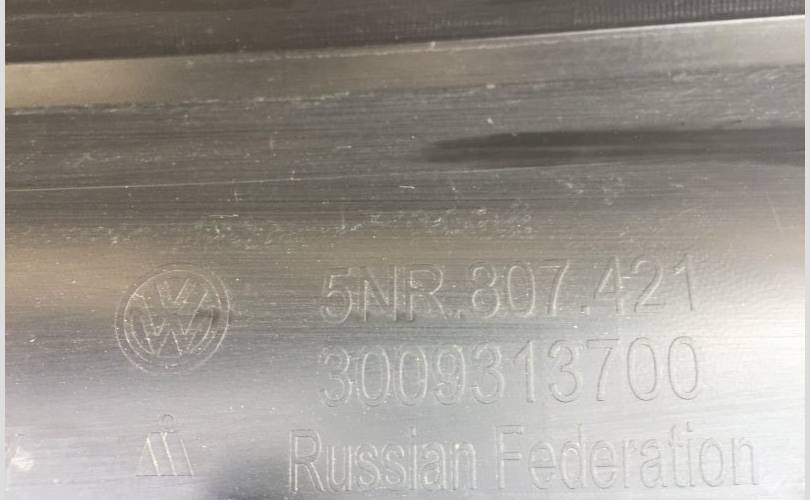 5NR.807.421
3009313700
Russian Federation